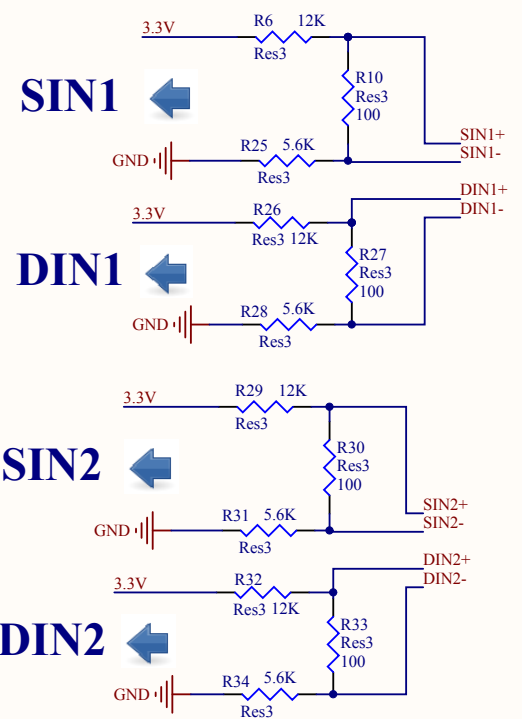 R6 12K
3.3V
Res3
SIN1
R10
Res3
100
SIN1+
R25 5.6K
SIN1-
GND
Res3
DIN1+
3.3V
R26
DIN1-
Res3 12K
DIN1
R27
Res3
100
R28 5.6K
GND
Res3
R29 12K
3.3V
Res3
SIN2
R30
Res3
100
SIN2+
R31 5.6K
SIN2-
GND
Res3
DIN2+
3.3V
R32
DIN2-
Res3 12K
DIN2
R33
Res3
100
R34 5.6K
GND
Res3